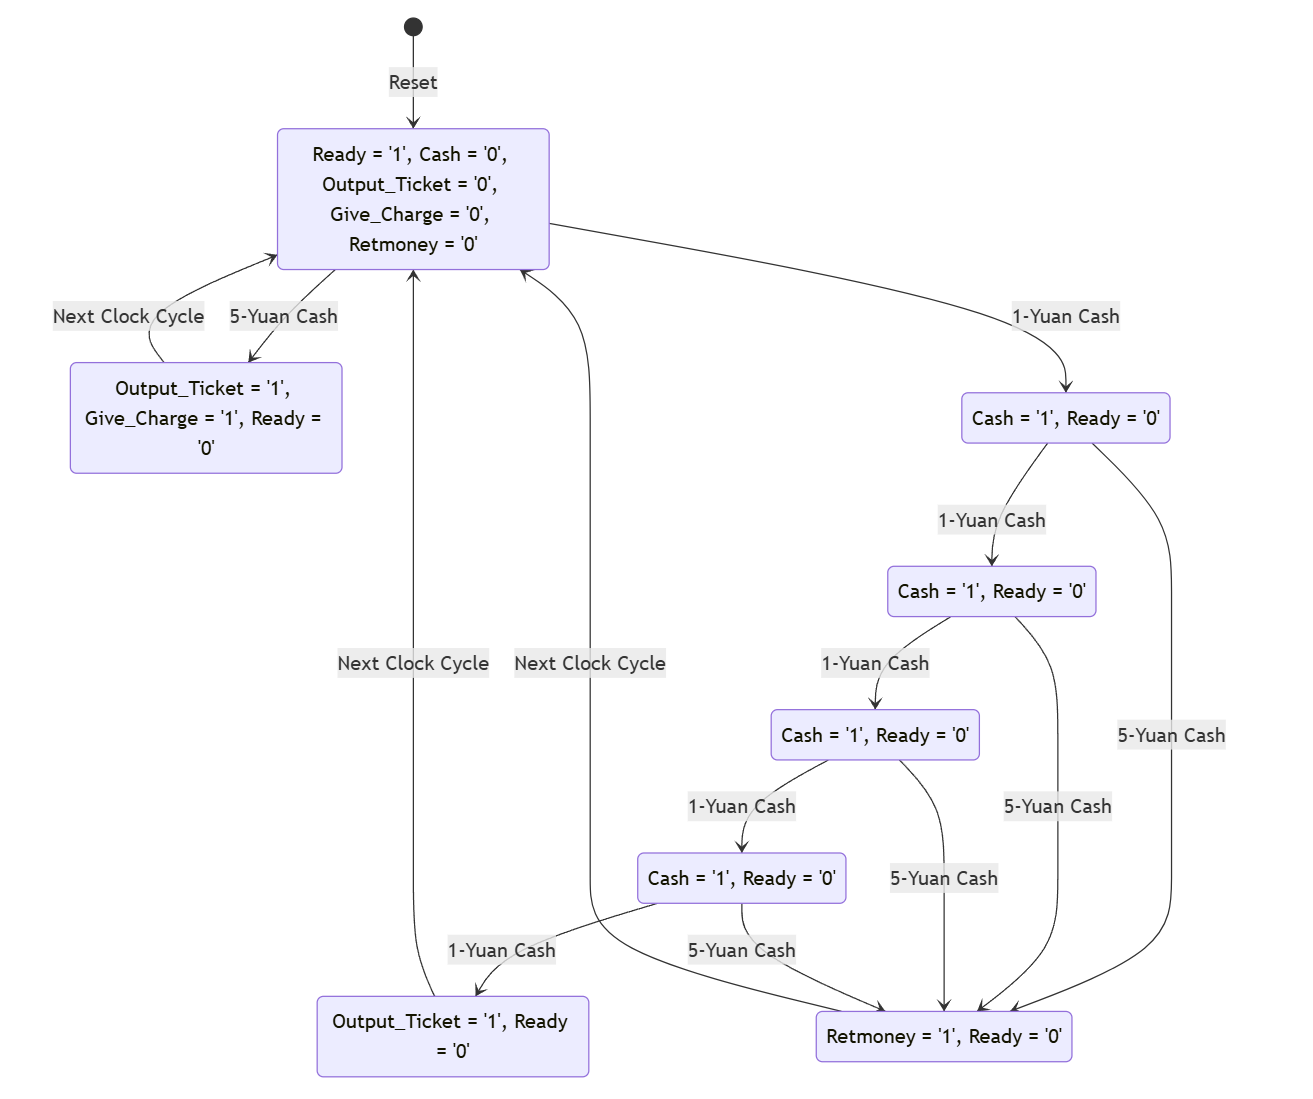 Reset
Ready = '1', Cash = '0',
Output_Ticket = '0',
Give_Charge = '0',
Retmoney = '0'
Next Clock Cycle
5-Yuan Cash
1-Yuan Cash
Output_Ticket = '1',
Give_Charge = '1', Ready =
'0'
Cash = '1', Ready = '0'
1-Yuan Cash
Cash = '1', Ready = '0'
Next Clock Cycle
Next Clock Cycle
1-Yuan Cash
Cash = '1', Ready = '0'
5-Yuan Cash
1-Yuan Cash
5-Yuan Cash
Cash = '1', Ready = '0'
5-Yuan Cash
1-Yuan Cash
5-Yuan Cash
Output_Ticket = '1', Ready
= '0'
Retmoney = '1', Ready = '0'